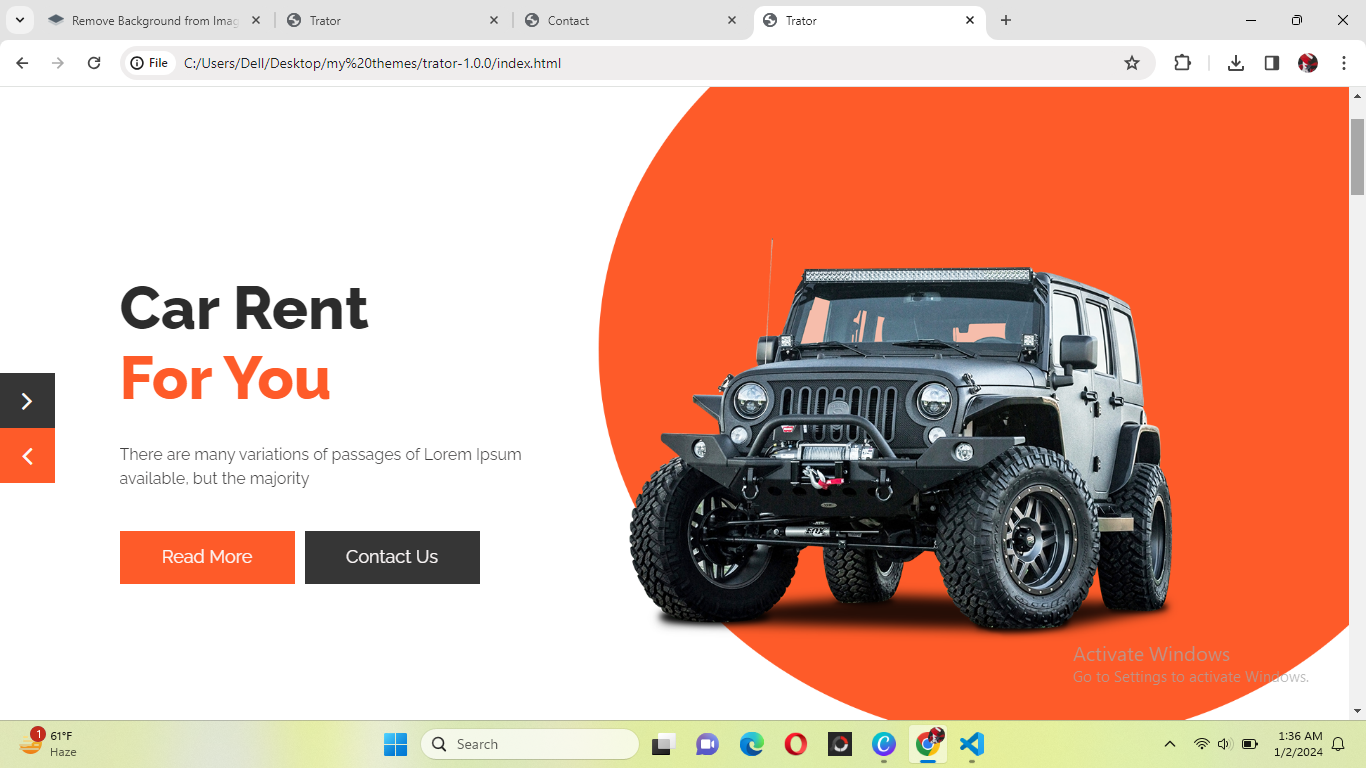 Remove Background from Imag
Trator
Contact
Trator
File
C:/Users/Dell/Desktop/my%20themes/trator-1.0.0/index.html
Car Rent
For You
There are many variations of passages of Lorem Ipsum
available, but the majority
Read More
Contact Us
WARN
FOX
Activate Windows
Go to Settings to activate Windows.
1
61°F
Haze
Search
1:36 AM
1/2/2024